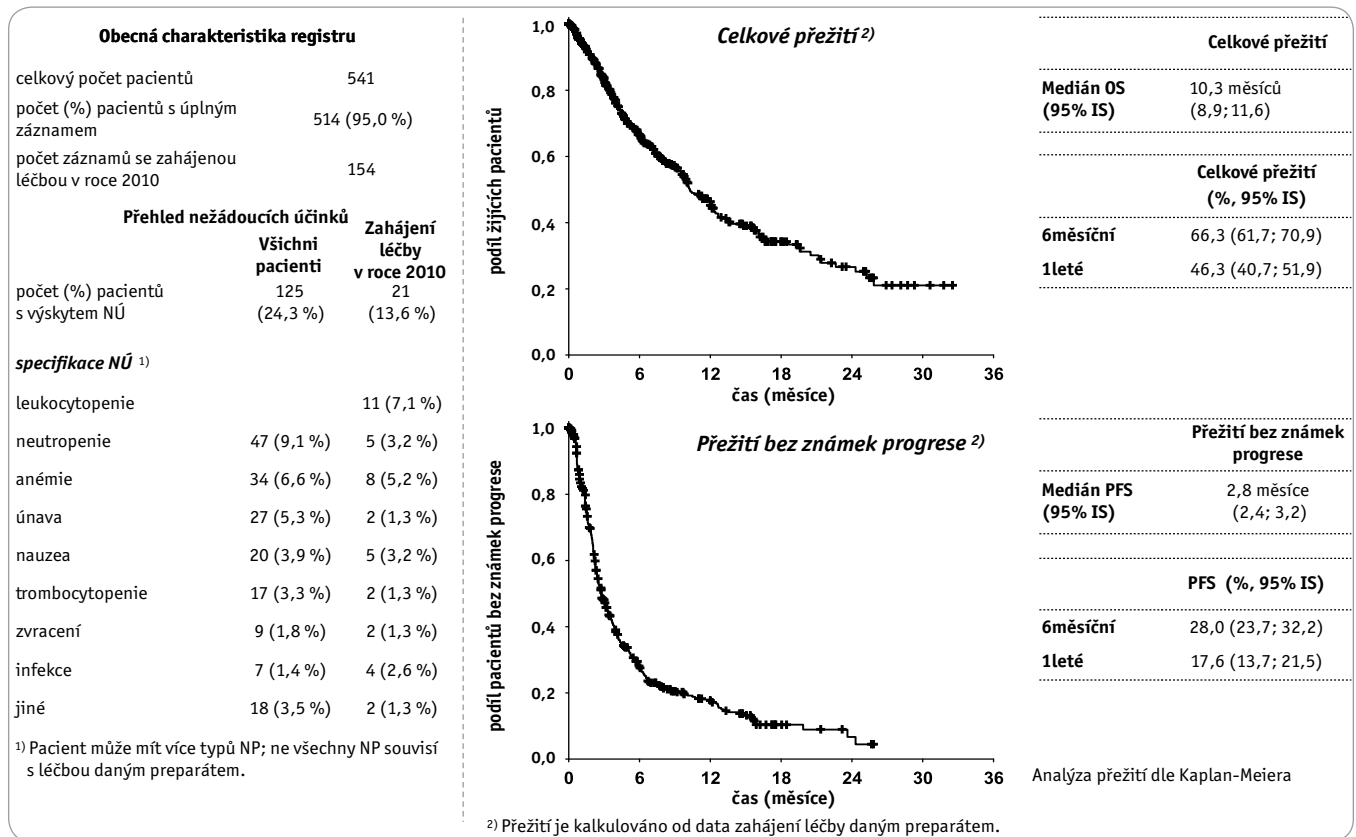 Obecná charakteristika registru
celkový počet pacientů 541
počet (%) pacientů s úplným
záznamem 514 (95,0 %)
počet záznamů se zahájenou
léčbou v roce 2010 154
Přehled nežádoucích účinků
Všichni
pacienti
Zahájení
léčby
v roce 2010
počet (%) pacientů 125 21
s výskytem NÚ (24,3 %) (13,6 %)
specifikace NÚ 1)
leukocytopenie 11 (7,1 %)
neutropenie 47 (9,1 %) 5 (3,2 %)
anémie 34 (6,6 %) 8 (5,2 %)
únava 27 (5,3 %) 2 (1,3 %)
nauzea 20 (3,9 %) 5 (3,2 %)
trombocytopenie 17 (3,3 %) 2 (1,3 %)
zvracení 9 (1,8 %) 2 (1,3 %)
infekce 7 (1,4 %) 4 (2,6 %)
jiné 18 (3,5 %) 2 (1,3 %)
1) Pacient může mít více typů NP; ne všechny NP souvisí
s léčbou daným preparátem.
Celkové přežití 2)
podíl žijících pacientů
1,0
0,8
0,6
0,4
0,2
0,0
0 6 12 18 24 30 36
čas (měsíce)
Přežití bez známek progrese 2)
podíl pacientů bez známek progrese
1,0
0,8
0,6
0,4
0,2
0,0
0 6 12 18 24 30 36
čas (měsíce)
2) Přežití je kalkulováno od data zahájení léčby daným preparátem.
Celkové přežití
Medián OS 10,3 měsíců
(95% IS) (8,9; 11,6)
Celkové přežití
(%, 95% IS)
6měsíční 66,3 (61,7; 70,9)
1leté 46,3 (40,7; 51,9)
Přežití bez známek
progrese
Medián PFS 2,8 měsíce
(95% IS) (2,4; 3,2)
PFS (%, 95% IS)
6měsíční 28,0 (23,7; 32,2)
1leté 17,6 (13,7; 21,5)
Analýza přežití dle Kaplan-Meiera